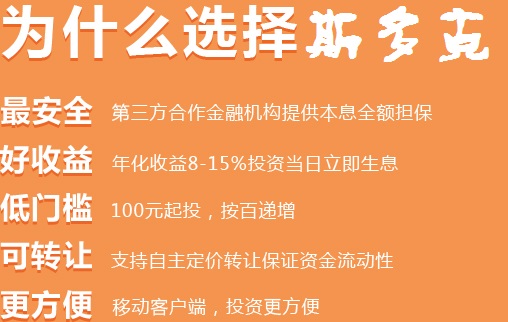 为什么选择斯多克
最安全 第三方合作金融机构提供本息全额担保
好收益 年化收益8-15%投资当日立即生息
低门槛 100元起投，按百递增
可转让 支持自主定价转让保证资金流动性
更方便 移动客户端，投资更方便